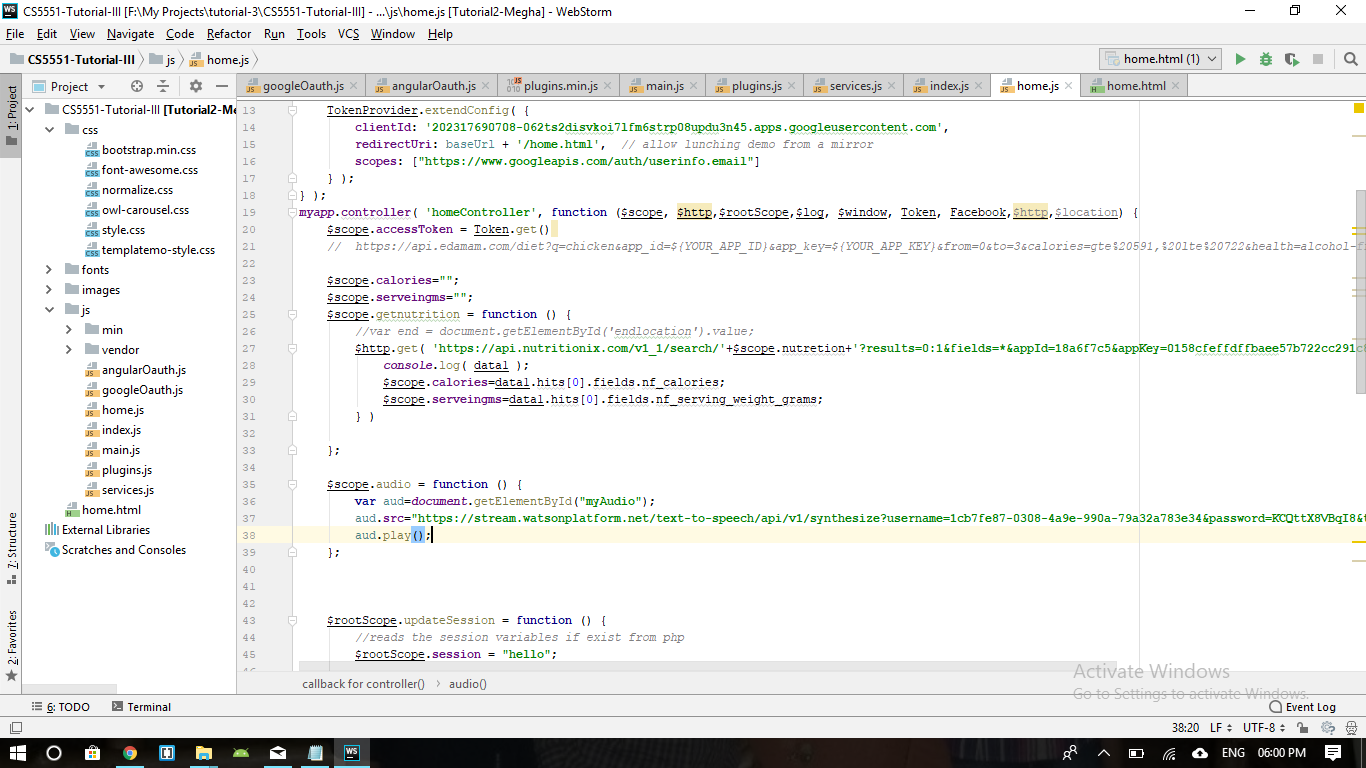 CS5551-Tutorial-III [F:\My Projects\tutorial-3\CS5551-Tutorial-III] - ...\js\home.js [Tutorial2-Megha] - WebStorm
File Edit View Navigate Code Refactor Run Tools VCS Window Help
CS5551-Tutorial-III js home.js
home.html (1)
Project
googleOauth.js angularOauth.js plugins.min.js main.js plugins.js services.js index.js home.js home.html
1: Project
CS5551-Tutorial-III [Tutorial2-Me
css
bootstrap.min.css
font-awesome.css
normalize.css
owl-carousel.css
style.css
templatemo-style.css
fonts
images
js
min
vendor
angularOauth.js
googleOauth.js
home.js
index.js
main.js
plugins.js
services.js
home.html
External Libraries
Scratches and Consoles
7: Structure
2: Favorites
13 TokenProvider.extendConfig( {
14 clientId: '202317690708-062ts2disvkoi7lfm6strp08updu3n45.apps.googleusercontent.com',
15 redirectUri: baseUrl + '/home.html', // allow lunching demo from a mirror
16 scopes: ["https://www.googleapis.com/auth/userinfo.email"]
17 } );
18 } );
19 myapp.controller( 'homeController', function ($scope, $http,$rootScope,$log, $window, Token, Facebook,$http,$location) {
20 $scope.accessToken = Token.get()
21 // https://api.edamam.com/diet?q=chicken&app_id=${YOUR_APP_ID}&app_key=${YOUR_APP_KEY}&from=0&to=3&calories=gte%20591,%20lte%20722&health=alcohol-f
22
23 $scope.calories="";
24 $scope.serveingms="";
25 $scope.getnutrition = function () {
26 //var end = document.getElementById('endlocation').value;
27 $http.get( 'https://api.nutritionix.com/v1_1/search/'+$scope.nutretion+'?results=0:1&fields=*&appId=18a6f7c5&appKey=0158cfeffdffbaee57b722cc291c8
28 console.log( data1 );
29 $scope.calories=data1.hits[0].fields.nf_calories;
30 $scope.serveingms=data1.hits[0].fields.nf_serving_weight_grams;
31 } )
32
33 };
34
35 $scope.audio = function () {
36 var aud=document.getElementById("myAudio");
37 aud.src="https://stream.watsonplatform.net/text-to-speech/api/v1/synthesize?username=1cb7fe87-0308-4a9e-990a-79a32a783e34&password=KCQttX8VBqI8&t
38 aud.play();
39 };
40
41
42
43 $rootScope.updateSession = function () {
44 //reads the session variables if exist from php
45 $rootScope.session = "hello";
callback for controller() audio()
Activate Windows
Go to Settings to activate Windows.
6: TODO Terminal Event Log
38:20 LF UTF-8
ENG 06:00 PM